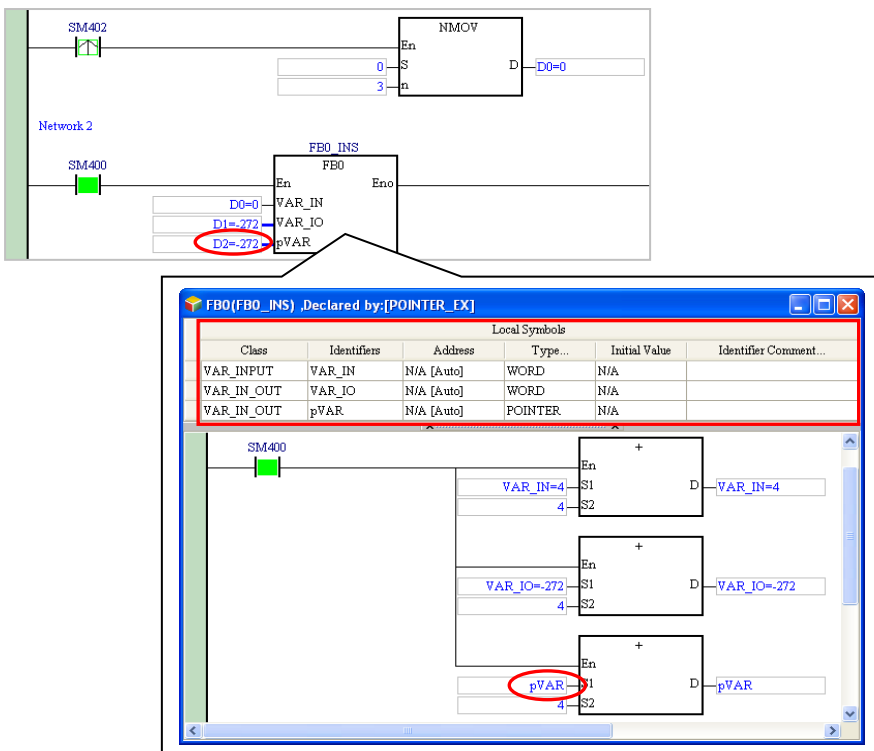 SM402
NMOV
En
0 S D D0=0
3 n
Network 2
FB0_INS
SM400
FB0
En Eno
D0=0 VAR_IN
D1=-272 VAR_IO
D2=-272 pVAR
FB0(FB0_INS) ,Declared by:[POINTER_EX]
Local Symbols
Class Identifiers Address Type... Initial Value Identifier Comment...
VAR_INPUT VAR_IN N/A [Auto] WORD N/A
VAR_IN_OUT VAR_IO N/A [Auto] WORD N/A
VAR_IN_OUT pVAR N/A [Auto] POINTER N/A
SM400
+
En
VAR_IN=4 S1 D VAR_IN=4
4 S2
+
En
VAR_IO=-272 S1 D VAR_IO=-272
4 S2
+
En
pVAR S1 D pVAR
4 S2